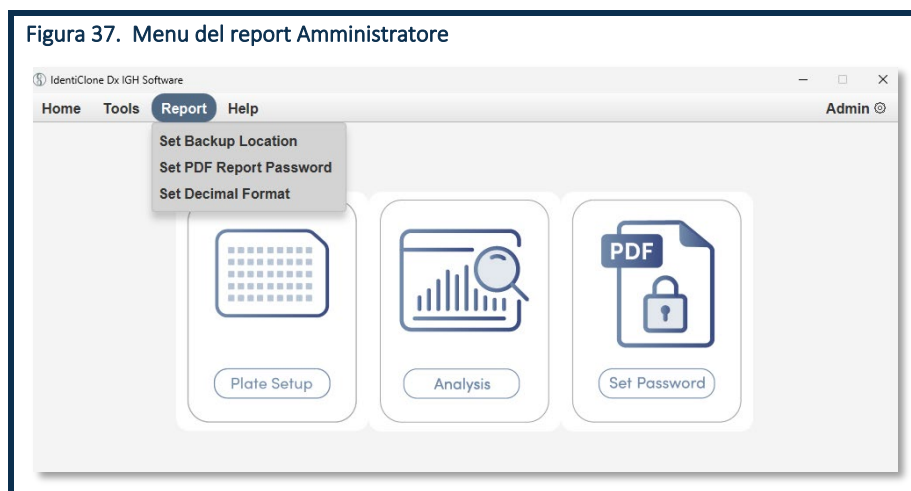 Figura 37. Menu del report Amministratore
IdentiClone Dx IGH Software
Home Tools Report Help Admin
Set Backup Location
Set PDF Report Password
Set Decimal Format
PDF
Plate Setup Analysis Set Password